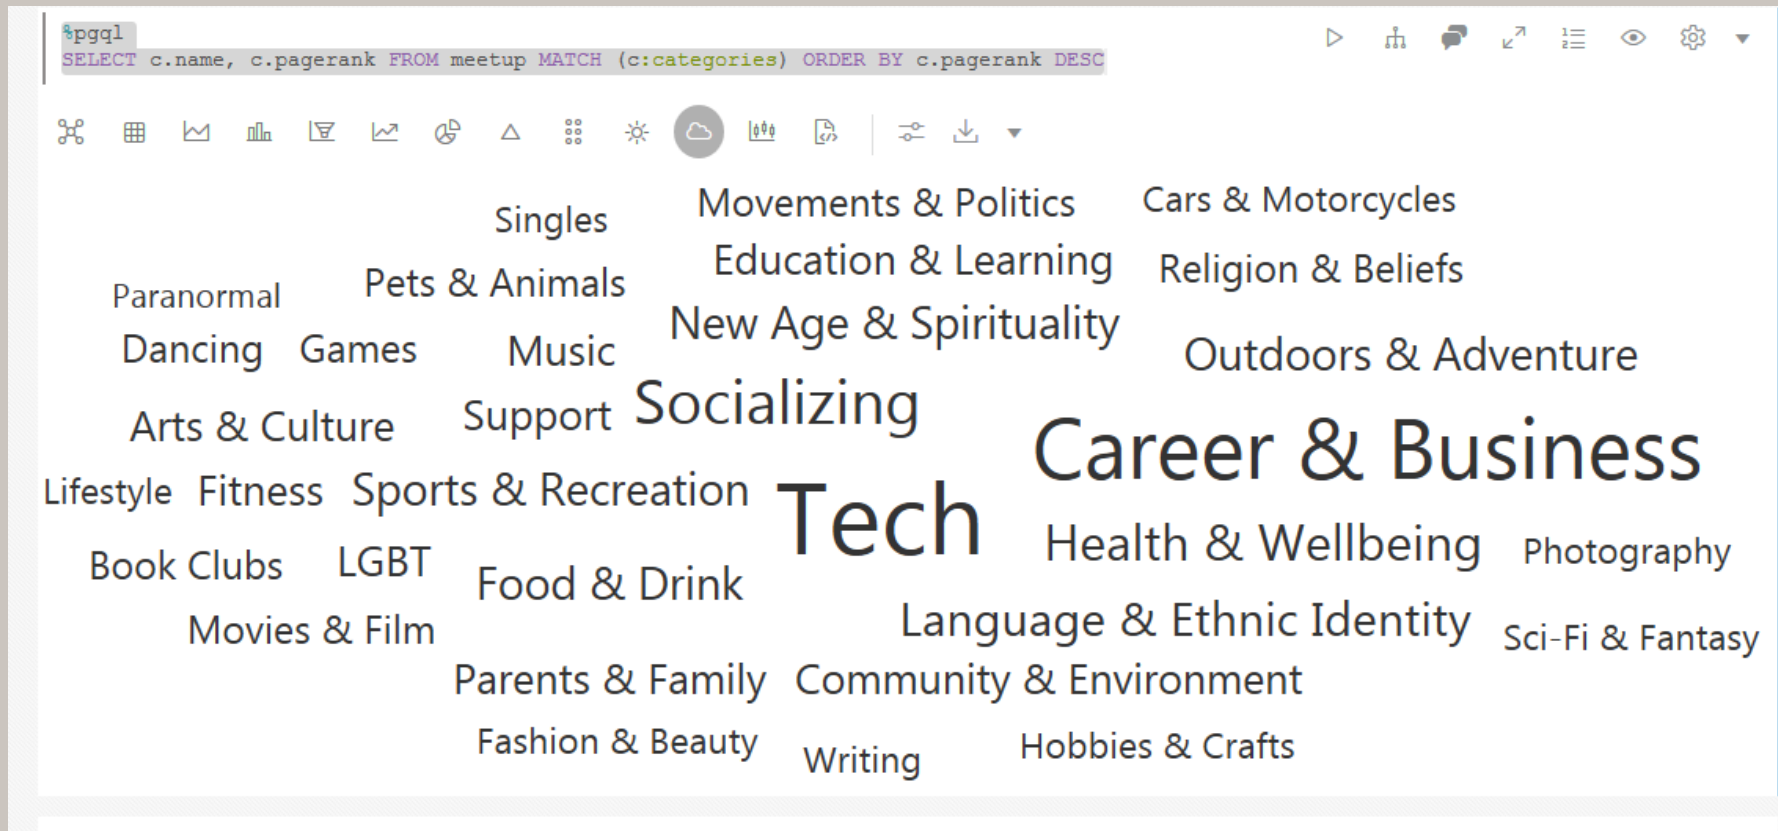 %pgql
SELECT c.name, c.pagerank FROM meetup MATCH (c:categories) ORDER BY c.pagerank DESC
Singles
Movements & Politics
Cars & Motorcycles
Paranormal
Pets & Animals
Education & Learning
Religion & Beliefs
New Age & Spirituality
Dancing
Games
Music
Outdoors & Adventure
Arts & Culture
Support
Socializing
Career & Business
Lifestyle
Fitness
Sports & Recreation
Tech
Health & Wellbeing
Photography
Book Clubs
LGBT
Food & Drink
Movies & Film
Language & Ethnic Identity
Sci-Fi & Fantasy
Parents & Family
Community & Environment
Fashion & Beauty
Writing
Hobbies & Crafts